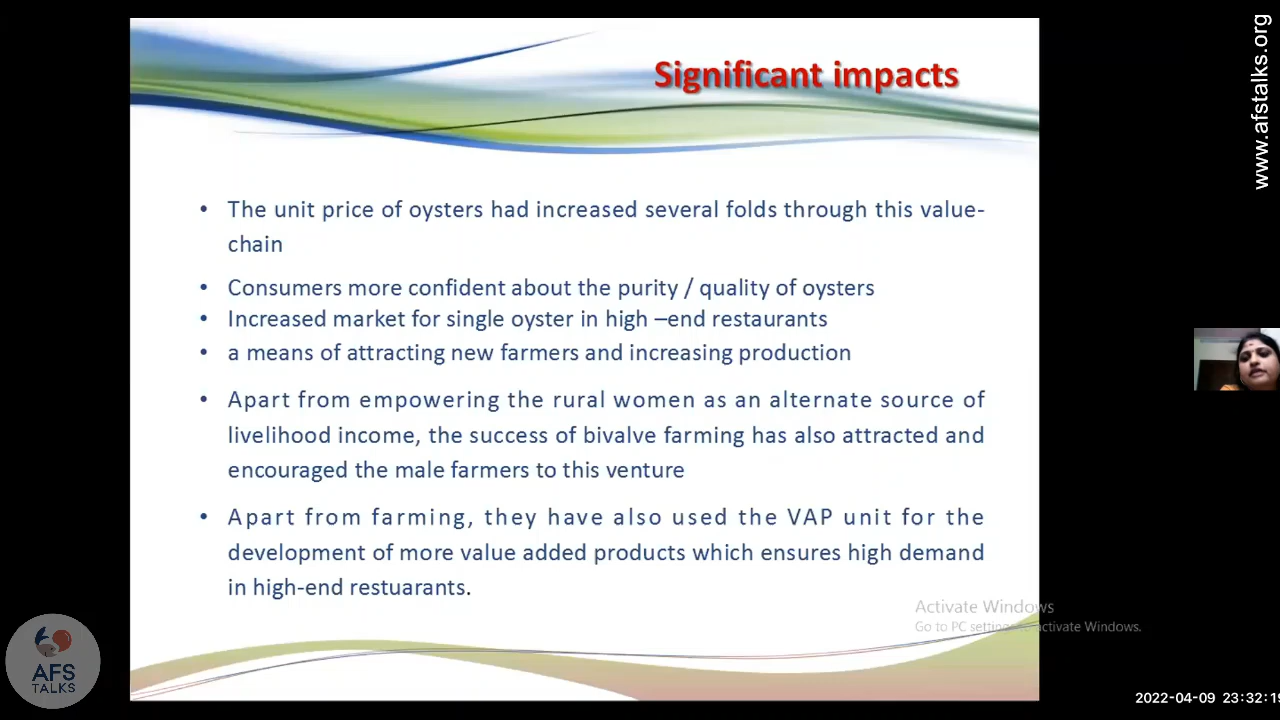 Significant impacts
• The unit price of oysters had increased several folds through this value-
chain
• Consumers more confident about the purity / quality of oysters
• Increased market for single oyster in high –end restaurants
• a means of attracting new farmers and increasing production
• Apart from empowering the rural women as an alternate source of
livelihood income, the success of bivalve farming has also attracted and
encouraged the male farmers to this venture
• Apart from farming, they have also used the VAP unit for the
development of more value added products which ensures high demand
in high-end restuarants.
Activate Windows
Go to PC settings to activate Windows.
AFS
TALKS
www.afstalks.org
2022-04-09 23:32:19